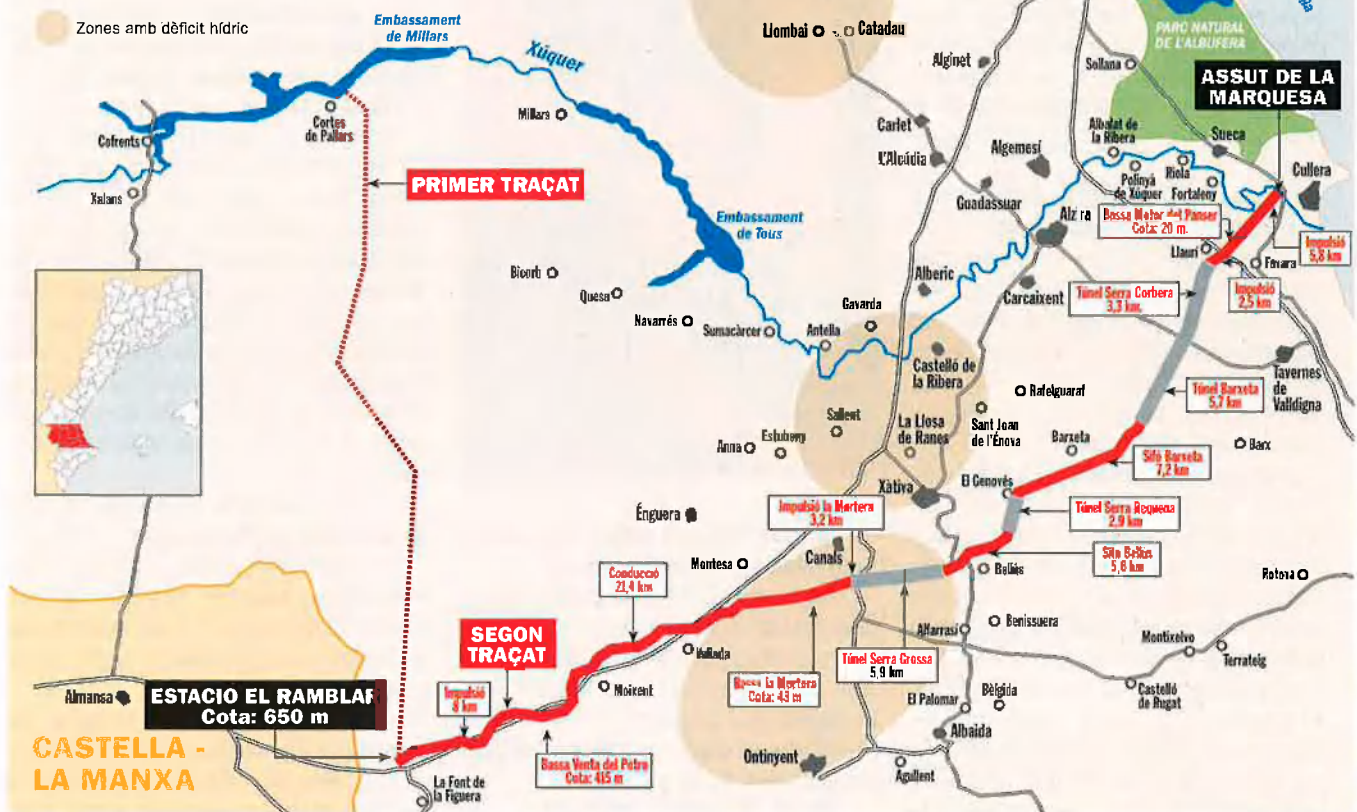 Zones amb dèficit hídric
Embassament
de Millars
Xúquer
Llombai
Catadau
Alginet
Sollana
PARC NATURAL
DE L'ALBUFERA
ASSUT DE LA
MARQUESA
Cofrents
Cortes
de Pallars
Millars
Carlet
L'Alcúdia
Algemesí
Albalat de
la Ribera
Sueca
Cullera
Xalans
PRIMER TRAÇAT
Guadassuar
Polinyà
de Xúquer
Riola
Fortaleny
Embassament
de Tous
Alzira
Bassa Motor del Panser
Cota: 20 m.
Impulsió
5,8 km
Llaurí
Favara
Bicorb
Quesa
Alberic
Carcaixent
Túnel Serra Corbera
3,3 km.
Impulsió
2,5 km
Navarrés
Sumacàrcer
Antella
Gavarda
Castelló de
la Ribera
Rafelguaraf
Tavernes
de
Valldigna
Túnel Barxeta
5,7 km
Sallent
La Llosa
de Ranes
Sant Joan
de l'Énova
Barxeta
Barx
Anna
Estubeny
Sifó Barxeta
7,2 km
El Genovés
Xàtiva
Énguera
Impulsió la Mortera
3,2 km
Túnel Serra Requena
2,9 km
Canals
Montesa
Sifó Bellús
5,6 km
Bellús
Rotova
Conducció
21,4 km
SEGON
TRAÇAT
Vallada
Alfarrasí
Benissuera
Montixelvo
Terrateig
Túnel Serra Grossa
5,9 km
Bassa la Mortera
Cota: 43 m
Moixent
Almansa
ESTACIO EL RAMBLAR
Cota: 650 m
Impulsió
8 km
El Palomar
Bèlgida
Castelló
de Rugat
Albaida
CASTELLA -
LA MANXA
Bassa Venta del Potro
Cota: 415 m
Ontinyent
Agullent
La Font de
la Figuera